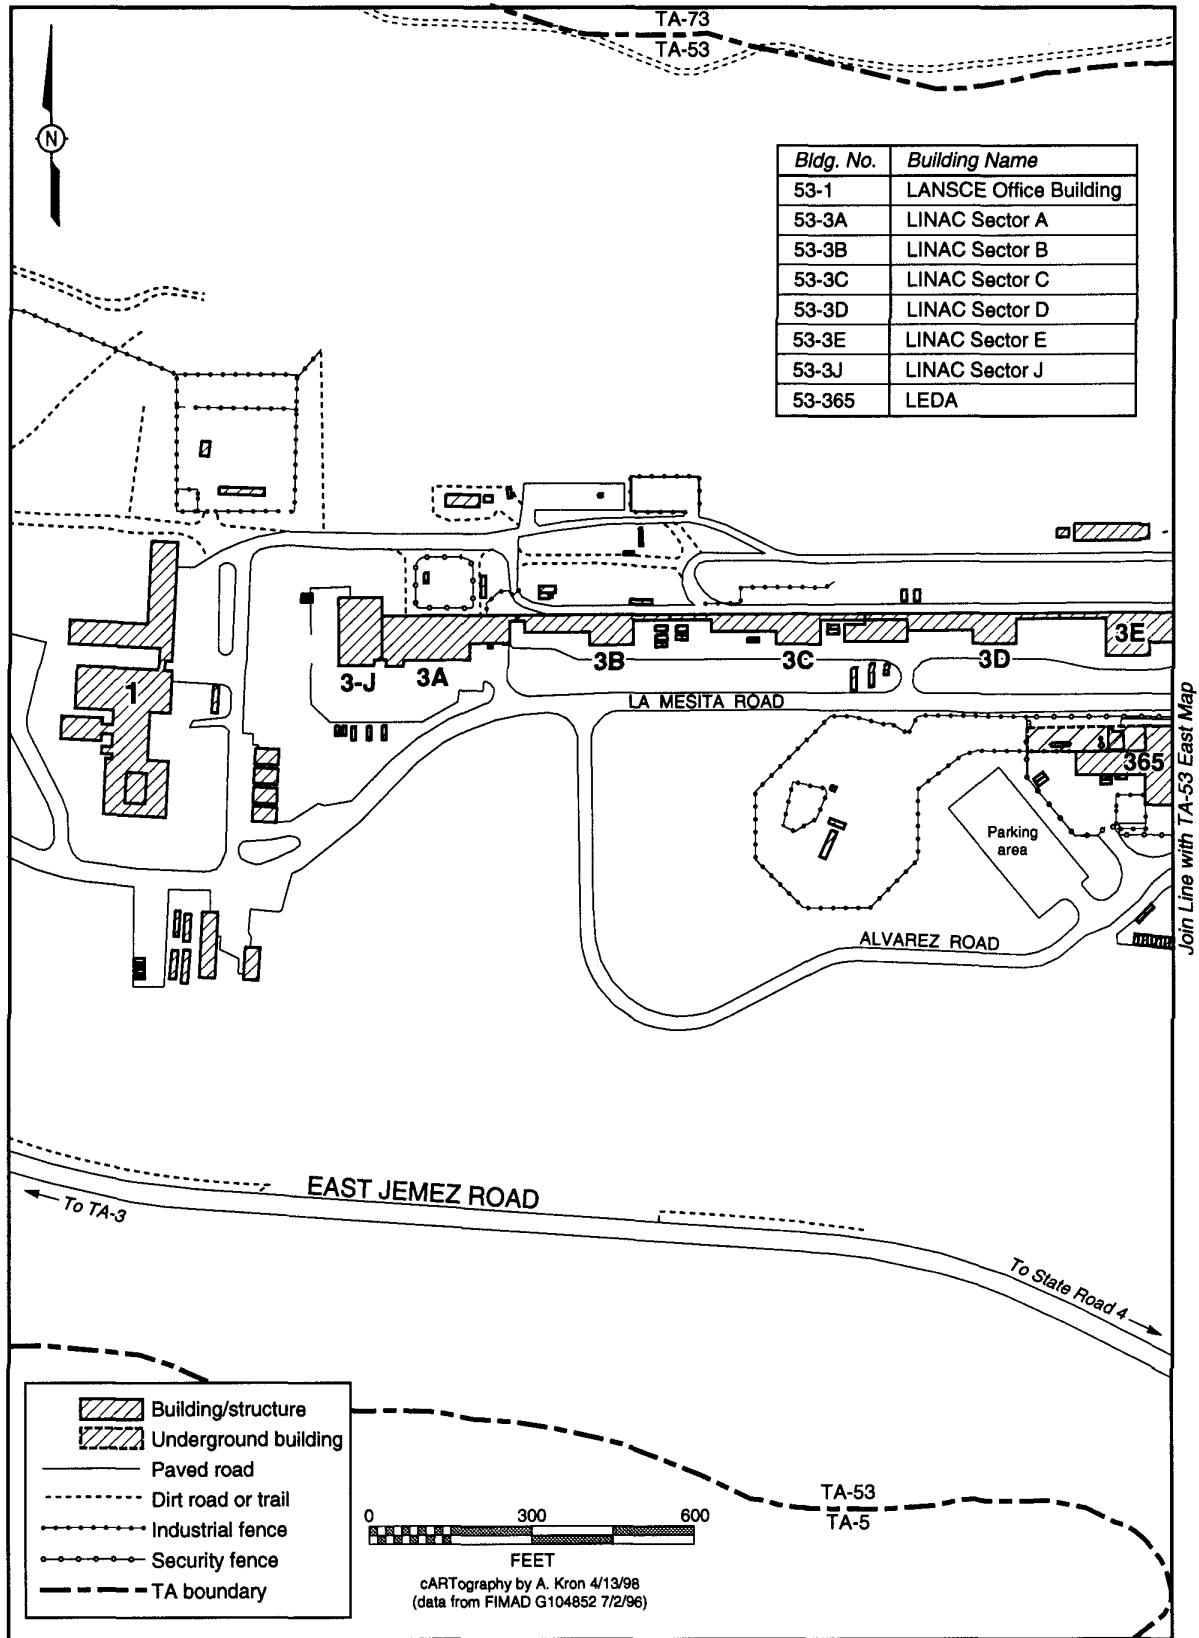 TA-73
TA-53
N
Bldg. No. Building Name
53-1 LANSCE Office Building
53-3A LINAC Sector A
53-3B LINAC Sector B
53-3C LINAC Sector C
53-3D LINAC Sector D
53-3E LINAC Sector E
53-3J LINAC Sector J
53-365 LEDA
3E
3-J
3A
3B
3C
3D
1
LA MESITA ROAD
365
Parking
area
ALVAREZ ROAD
Join Line with TA-53 East Map
EAST JEMEZ ROAD
To TA-3
To State Road 4
Building/structure
Underground building
Paved road
Dirt road or trail
Industrial fence
Security fence
TA boundary
TA-53
TA-5
0 300 600
FEET
cARTography by A. Kron 4/13/98
(data from FIMAD G104852 7/2/96)